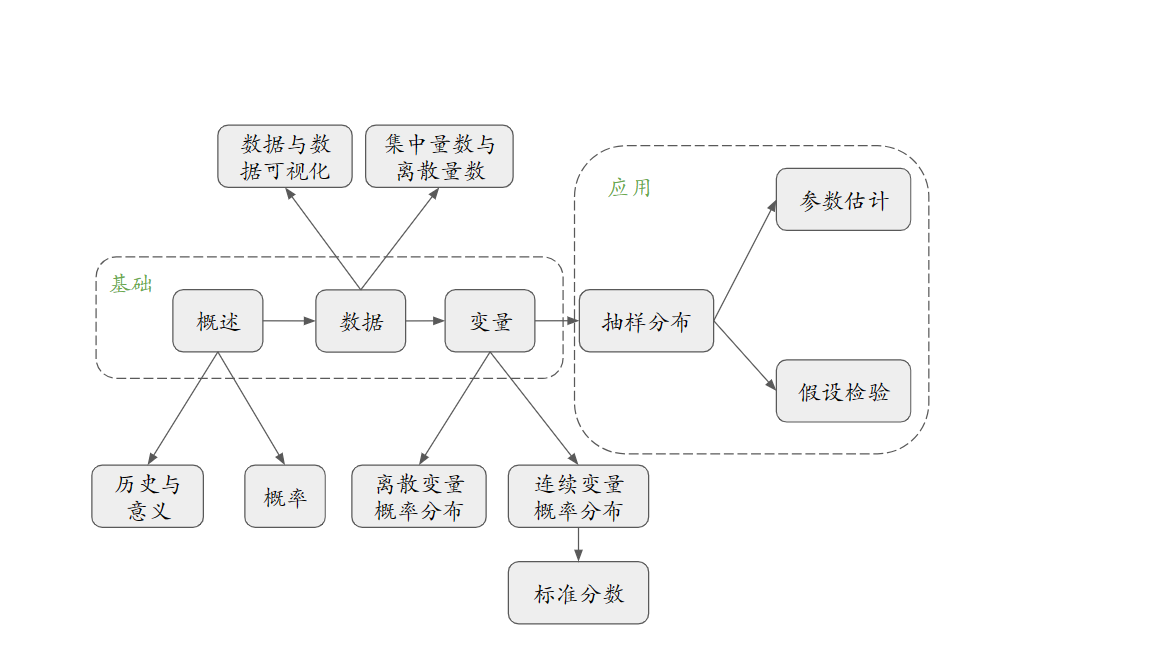 数据与数
据可视化
集中量数与
离散量数
应用
参数估计
基础
概述
数据
变量
抽样分布
假设检验
历史与
意义
概率
离散变量
概率分布
连续变量
概率分布
标准分数